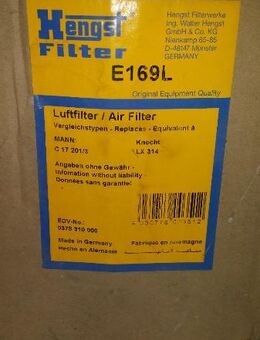 Hengst
Filter
Hengst Filterwerke
Ing. Walter Hengst
GmbH & Co. KG
Nienkamp 55-85
D-48147 Münster
GERMANY
E169L
Original Equipment Quality
Luftfilter / Air Filter
Vergleichstypen - Replaces - Equivalent à
MANN: Knecht
C 17 201/3 LX 314
Angaben ohne Gewähr -
Information without liability -
Données sans garantie!
EDV-No.:
Made in Germany Fabriqué en Allemagne
Hecho en Alemania